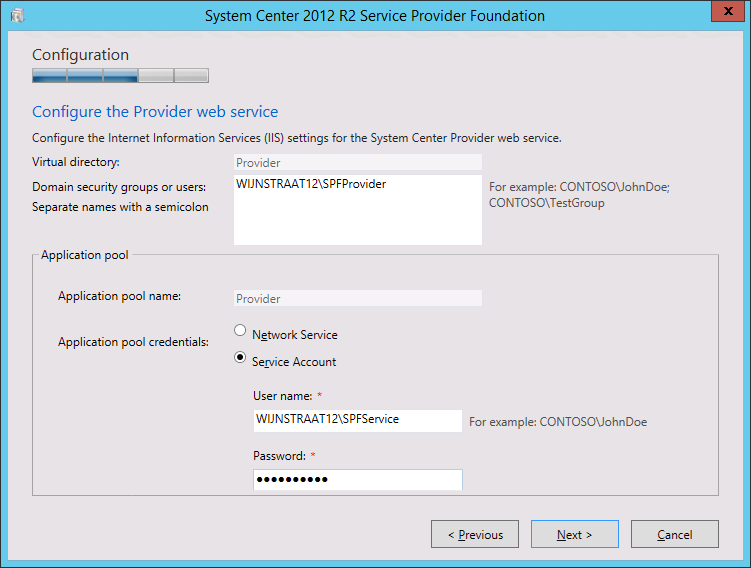 System Center 2012 R2 Service Provider Foundation
x
Configuration
Configure the Provider web service
Configure the Internet Information Services (IIS) settings for the System Center Provider web service.
Virtual directory:
Provider
Domain security groups or users:
Separate names with a semicolon
WIJNSTRAAT12\SPFProvider
For example: CONTOSO\JohnDoe;
CONTOSO\TestGroup
Application pool
Application pool name:
Provider
Application pool credentials:
Network Service
Service Account
User name: *
WIJNSTRAAT12\SPFService
For example: CONTOSO\JohnDoe
Password: *
●●●●●●●●●●
< Previous
Next >
Cancel